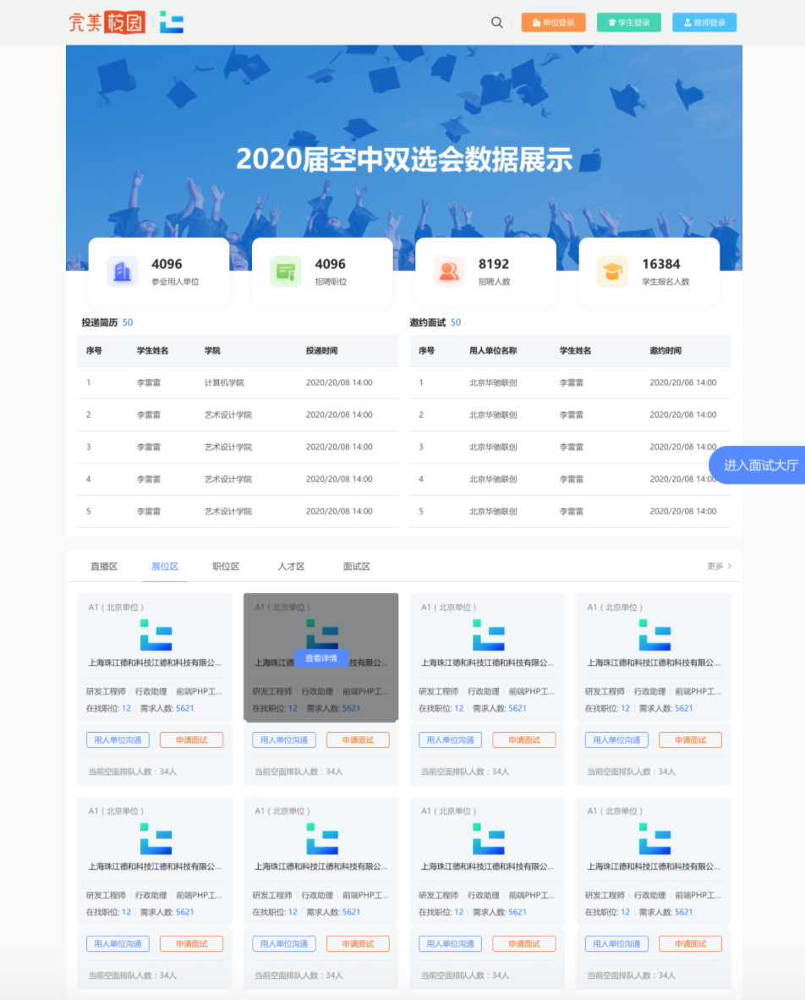 完美校园
单位登录 学生登录 教师登录
2020届空中双选会数据展示
4096 4096 8192 16384
参会用人单位 招聘职位 招聘人数 学生报名人数
投递简历 50
序号 学生姓名 学院 投递时间
1 李雷雷 计算机学院 2020/20/08 14:00
2 李雷雷 艺术设计学院 2020/20/08 14:00
3 李雷雷 艺术设计学院 2020/20/08 14:00
4 李雷雷 艺术设计学院 2020/20/08 14:00
5 李雷雷 艺术设计学院 2020/20/08 14:00
邀约面试 50
序号 用人单位名称 学生姓名 邀约时间
1 北京华驰联创 李雷雷 2020/20/08 14:00
2 北京华驰联创 李雷雷 2020/20/08 14:00
3 北京华驰联创 李雷雷 2020/20/08 14:00
4 北京华驰联创 李雷雷 2020/20/08 14:00
5 北京华驰联创 李雷雷 2020/20/08 14:00
进入面试大厅
直播区 展位区 职位区 人才区 面试区 更多 >
A1（北京单位） A1（北京单位） A1（北京单位） A1（北京单位）
上海珠江德和科技江德和科技有限公... 上海珠江德 查看详情 技有限公... 上海珠江德和科技江德和科技有限公... 上海珠江德和科技江德和科技有限公...
研发工程师 行政助理 前端PHP工... 研发工程师 行政助理 前端PHP工... 研发工程师 行政助理 前端PHP工... 研发工程师 行政助理 前端PHP工...
在找职位: 12 需求人数: 5621 在找职位: 12 需求人数: 5621 在找职位: 12 需求人数: 5621 在找职位: 12 需求人数: 5621
用人单位沟通 申请面试 用人单位沟通 申请面试 用人单位沟通 申请面试 用人单位沟通 申请面试
当前空面排队人数：34人 当前空面排队人数：34人 当前空面排队人数：34人 当前空面排队人数：34人
A1（北京单位） A1（北京单位） A1（北京单位） A1（北京单位）
上海珠江德和科技江德和科技有限公... 上海珠江德和科技江德和科技有限公... 上海珠江德和科技江德和科技有限公... 上海珠江德和科技江德和科技有限公...
研发工程师 行政助理 前端PHP工... 研发工程师 行政助理 前端PHP工... 研发工程师 行政助理 前端PHP工... 研发工程师 行政助理 前端PHP工...
在找职位: 12 需求人数: 5621 在找职位: 12 需求人数: 5621 在找职位: 12 需求人数: 5621 在找职位: 12 需求人数: 5621
用人单位沟通 申请面试 用人单位沟通 申请面试 用人单位沟通 申请面试 用人单位沟通 申请面试
当前空面排队人数：34人 当前空面排队人数：34人 当前空面排队人数：34人 当前空面排队人数：34人